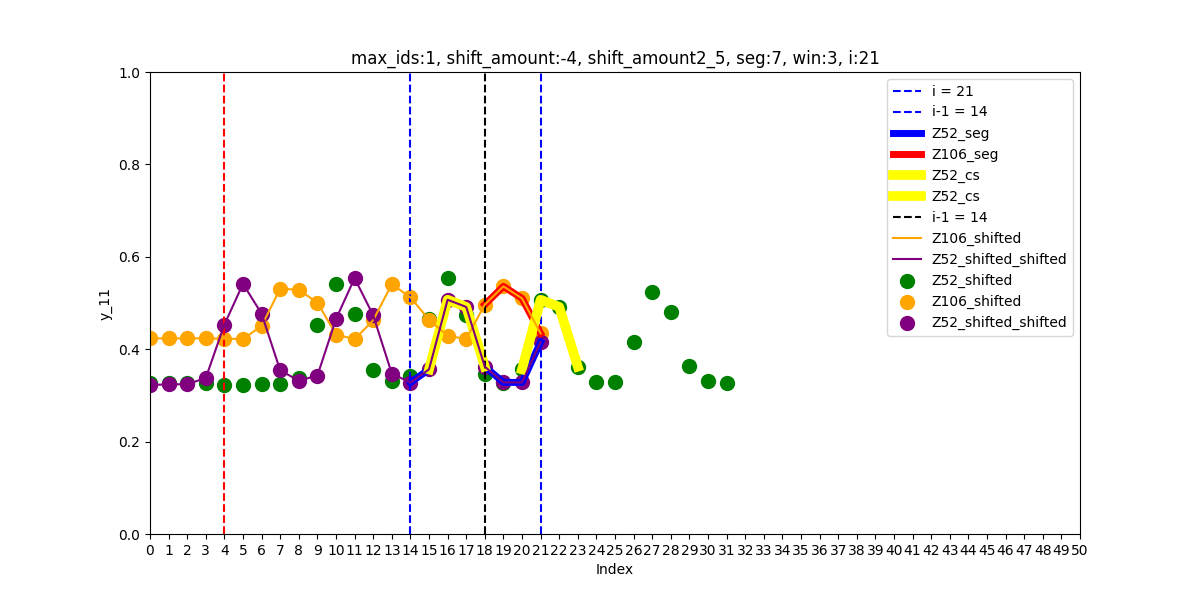 max_ids:1, shift_amount:-4, shift_amount2_5, seg:7, win:3, i:21
1.0
0.8
0.6
0.4
0.2
0.0
y_11
i = 21
i-1 = 14
Z52_seg
Z106_seg
Z52_cs
Z52_cs
i-1 = 14
Z106_shifted
Z52_shifted_shifted
Z52_shifted
Z106_shifted
Z52_shifted_shifted
0 1 2 3 4 5 6 7 8 9 10 11 12 13 14 15 16 17 18 19 20 21 22 23 24 25 26 27 28 29 30 31 32 33 34 35 36 37 38 39 40 41 42 43 44 45 46 47 48 49 50
Index